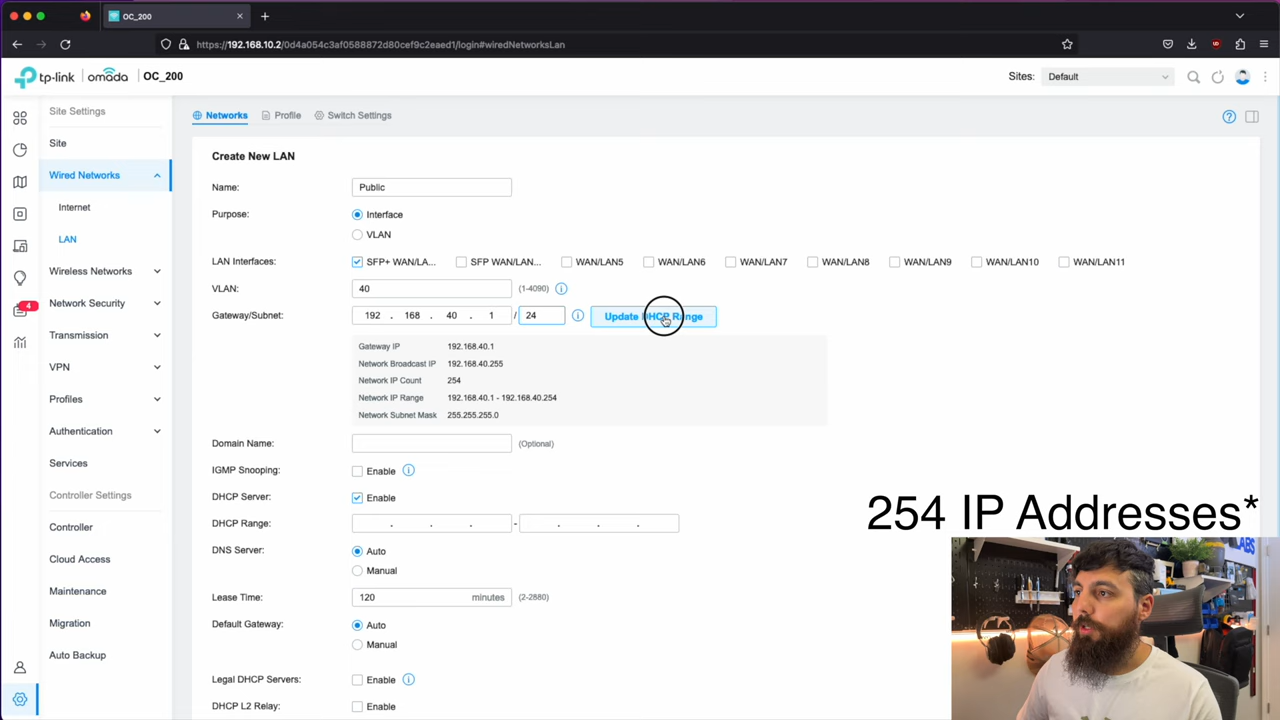 OC_200
https://192.168.10.2/0d4a054c3af0588872d80cef9c2eaed1/login#wiredNetworksLan
tp-link omada OC_200
Sites: Default
Site Settings
Site
Wired Networks
Internet
LAN
Wireless Networks
Network Security
4
Transmission
VPN
Profiles
Authentication
Services
Controller Settings
Controller
Cloud Access
Maintenance
Migration
Auto Backup
Networks Profile Switch Settings
Create New LAN
Name: Public
Purpose: Interface
VLAN
LAN Interfaces: SFP+ WAN/LA... SFP WAN/LAN... WAN/LAN5 WAN/LAN6 WAN/LAN7 WAN/LAN8 WAN/LAN9 WAN/LAN10 WAN/LAN11
VLAN: 40 (1-4090)
Gateway/Subnet: 192 . 168 . 40 . 1 / 24 Update DHCP Range
Gateway IP 192.168.40.1
Network Broadcast IP 192.168.40.255
Network IP Count 254
Network IP Range 192.168.40.1 - 192.168.40.254
Network Subnet Mask 255.255.255.0
Domain Name: (Optional)
IGMP Snooping: Enable
DHCP Server: Enable
DHCP Range: . . . - . . .
DNS Server: Auto
Manual
Lease Time: 120 minutes (2-2880)
Default Gateway: Auto
Manual
Legal DHCP Servers: Enable
DHCP L2 Relay: Enable
254 IP Addresses*